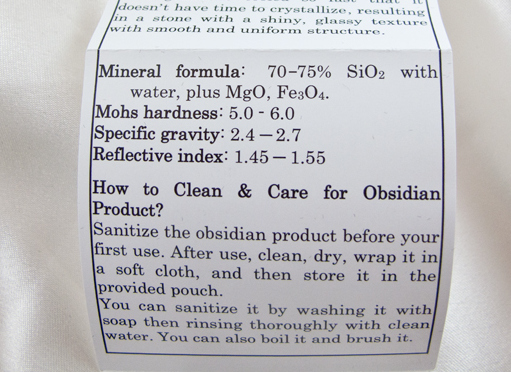 doesn't have time to crystallize, resulting
in a stone with a shiny, glassy texture
with smooth and uniform structure.
Mineral formula: 70-75% SiO₂ with
water, plus MgO, Fe₃O₄.
Mohs hardness: 5.0 - 6.0
Specific gravity: 2.4 – 2.7
Reflective index: 1.45 – 1.55
How to Clean & Care for Obsidian
Product?
Sanitize the obsidian product before your
first use. After use, clean, dry, wrap it in
a soft cloth, and then store it in the
provided pouch.
You can sanitize it by washing it with
soap then rinsing thoroughly with clean
water. You can also boil it and brush it.